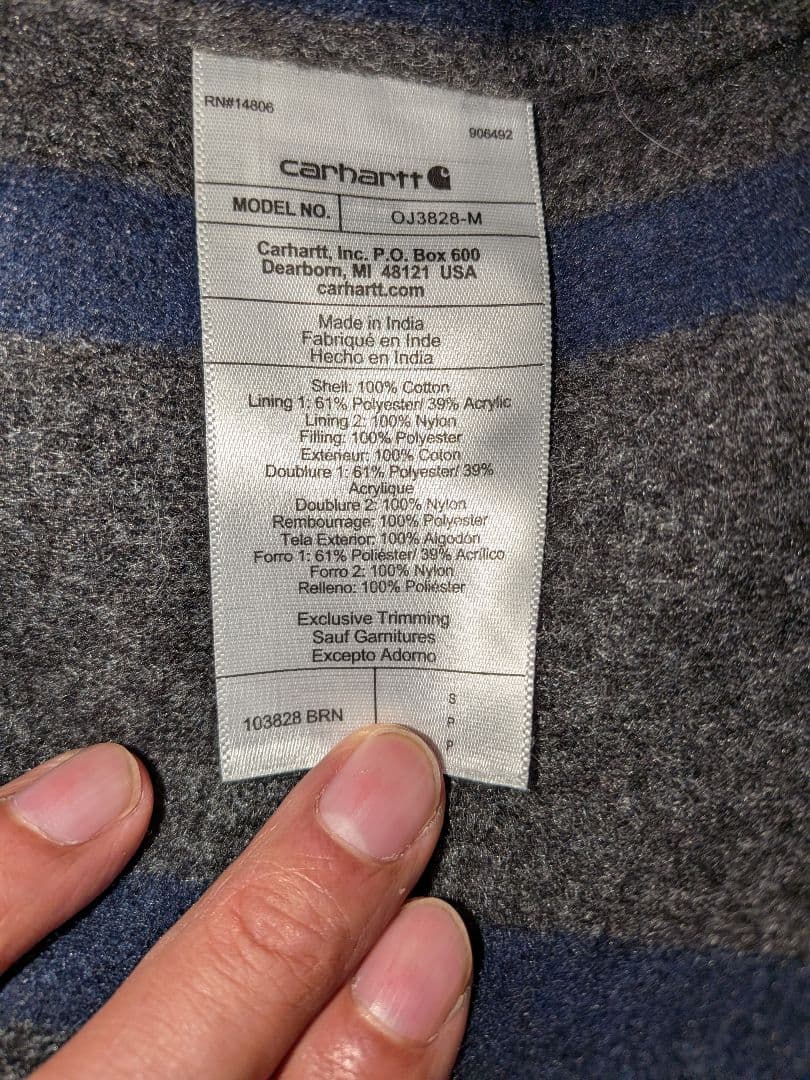 RN#14806
906492
carhartt
MODEL NO. OJ3828-M
Carhartt, Inc. P.O. Box 600
Dearborn, MI 48121 USA
carhartt.com
Made in India
Fabriqué en Inde
Hecho en India
Shell: 100% Cotton
Lining 1: 61% Polyester/ 39% Acrylic
Lining 2: 100% Nylon
Filling: 100% Polyester
Extérieur: 100% Coton
Doublure 1: 61% Polyester/ 39%
Acrylique
Doublure 2: 100% Nylon
Rembourrage: 100% Polyester
Tela Exterior: 100% Algodón
Forro 1: 61% Poliéster/ 39% Acrílico
Forro 2: 100% Nylon
Relleno: 100% Poliéster
Exclusive Trimming
Sauf Garnitures
Excepto Adorno
103828 BRN
S
P
P